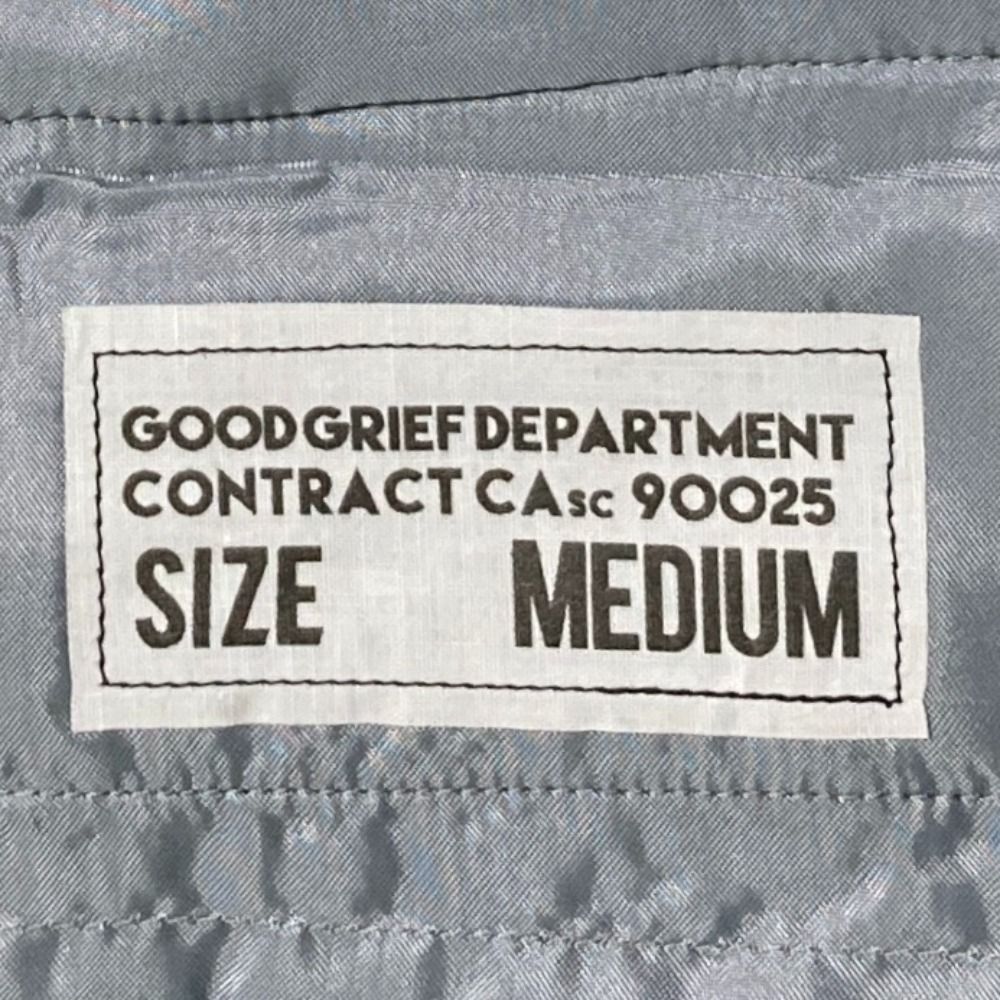 GOOD GRIEF DEPARTMENT
CONTRACT CASC 90025
SIZE MEDIUM